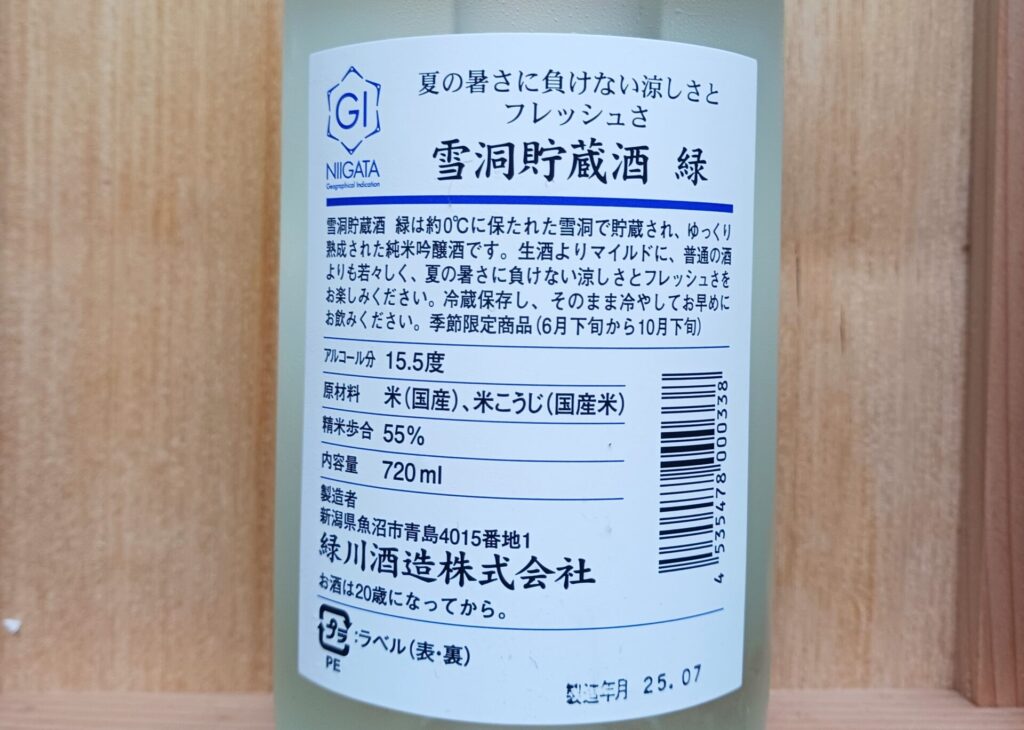 GI
NIIGATA
Geographical Indication
夏の暑さに負けない涼しさと
フレッシュさ
雪洞貯蔵酒 緑
雪洞貯蔵酒 緑は約0℃に保たれた雪洞で貯蔵され、ゆっくり
熟成された純米吟醸酒です。生酒よりマイルドに、普通の酒
よりも若々しく、夏の暑さに負けない涼しさとフレッシュさを
お楽しみください。冷蔵保存し、そのまま冷やしてお早めに
お飲みください。季節限定商品(6月下旬から10月下旬)
アルコール分 15.5度
原材料 米(国産)、米こうじ(国産米)
精米歩合 55%
内容量 720ml
製造者
新潟県魚沼市青島4015番地1
緑川酒造株式会社
お酒は20歳になってから。
プラ:ラベル(表・裏)
PE
4 535478 000338
製造年月 25.07